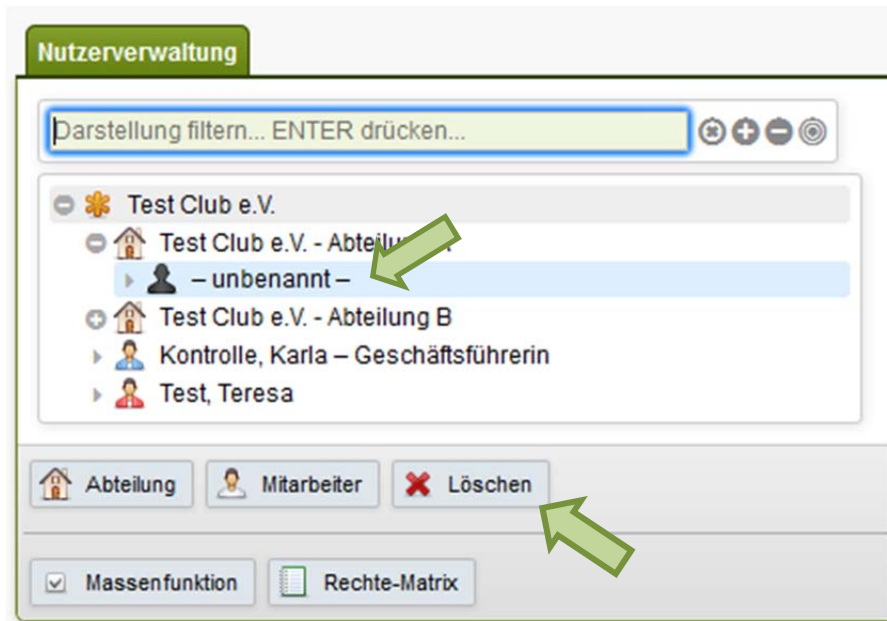 Nutzerverwaltung
Darstellung filtern... ENTER drücken...
Test Club e.V.
Test Club e.V. -
– unbenannt –
Test Club e.V. - Abteilung B
Kontrolle, Karla – Geschäftsführerin
Test, Teresa
Abteilung Mitarbeiter Löschen
Massenfunktion Rechte-Matrix